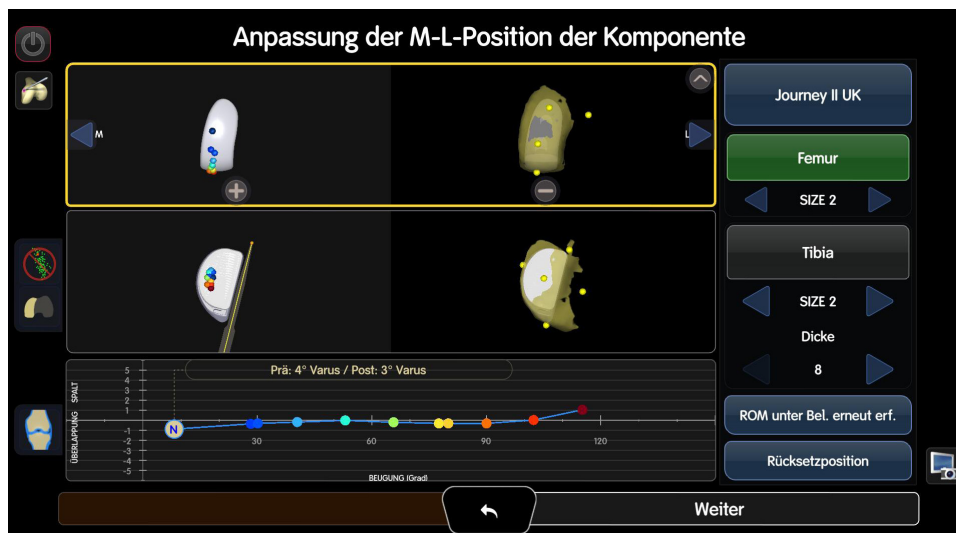 Anpassung der M-L-Position der Komponente
M
L
Journey II UK
Femur
SIZE 2
Tibia
SIZE 2
Dicke
8
ROM unter Bel. erneut erf.
Rücksetzposition
Prä: 4° Varus / Post: 3° Varus
SPALT
ÜBERLAPPUNG
5
4
3
2
1
-1
-2
-3
-4
-5
N
30
60
90
120
BEUGUNG (Grad)
Weiter